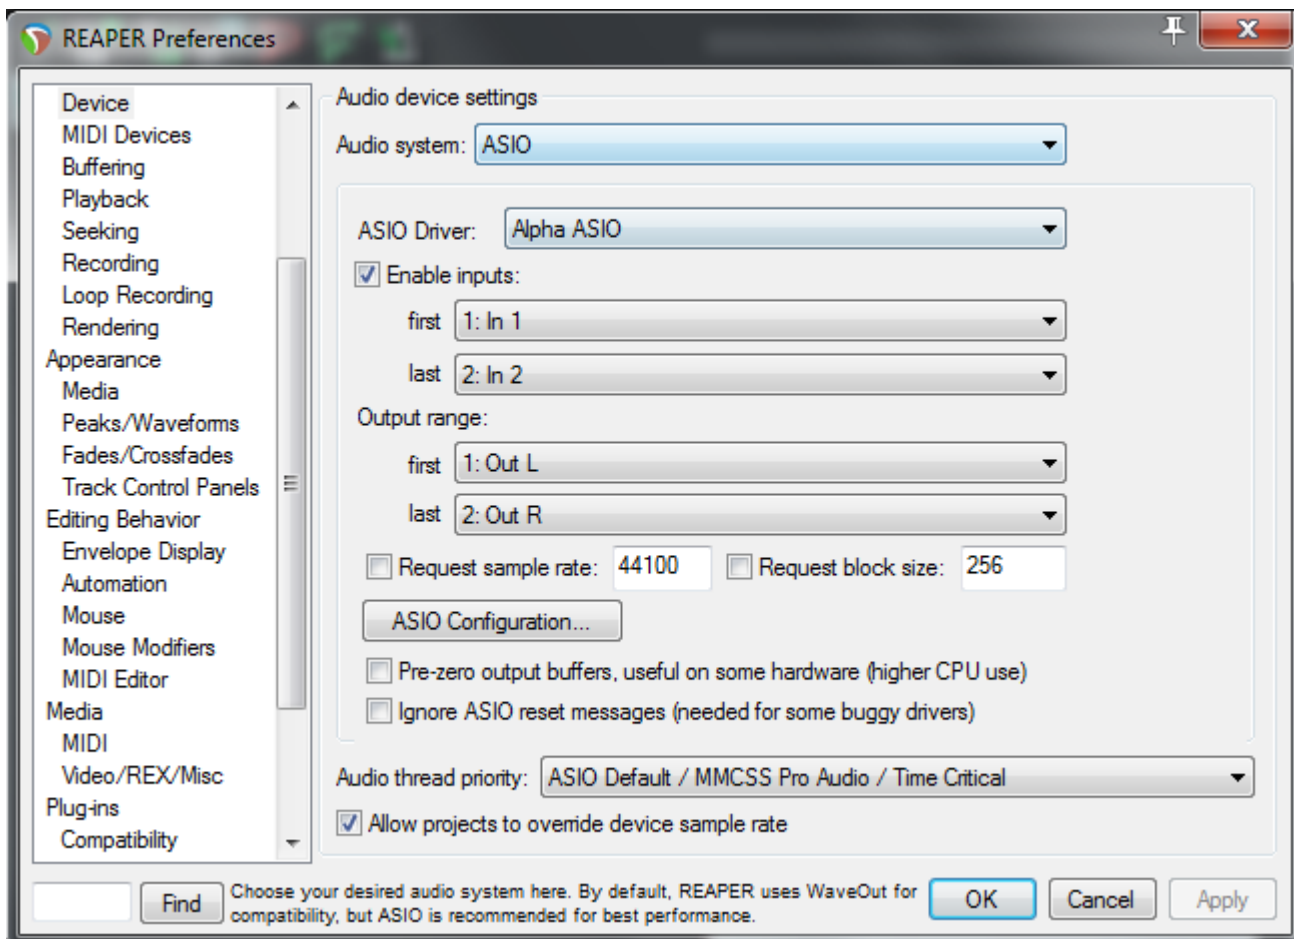 REAPER Preferences
Device
MIDI Devices
Buffering
Playback
Seeking
Recording
Loop Recording
Rendering
Appearance
Media
Peaks/Waveforms
Fades/Crossfades
Track Control Panels
Editing Behavior
Envelope Display
Automation
Mouse
Mouse Modifiers
MIDI Editor
Media
MIDI
Video/REX/Misc
Plug-ins
Compatibility
Audio device settings
Audio system: ASIO
ASIO Driver: Alpha ASIO
Enable inputs:
first 1: In 1
last 2: In 2
Output range:
first 1: Out L
last 2: Out R
Request sample rate: 44100 Request block size: 256
ASIO Configuration...
Pre-zero output buffers, useful on some hardware (higher CPU use)
Ignore ASIO reset messages (needed for some buggy drivers)
Audio thread priority: ASIO Default / MMCSS Pro Audio / Time Critical
Allow projects to override device sample rate
Find
Choose your desired audio system here. By default, REAPER uses WaveOut for
compatibility, but ASIO is recommended for best performance.
OK Cancel Apply